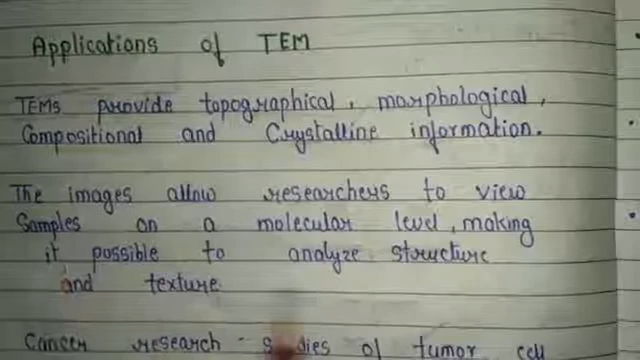 Applications of TEM
TEMs provide topographical, morphological,
Compositional and Crystalline information.
The images allow researchers to view
Samples on a molecular level, making
it possible to analyze structure
and texture
Cancer research - studies of tumor cell